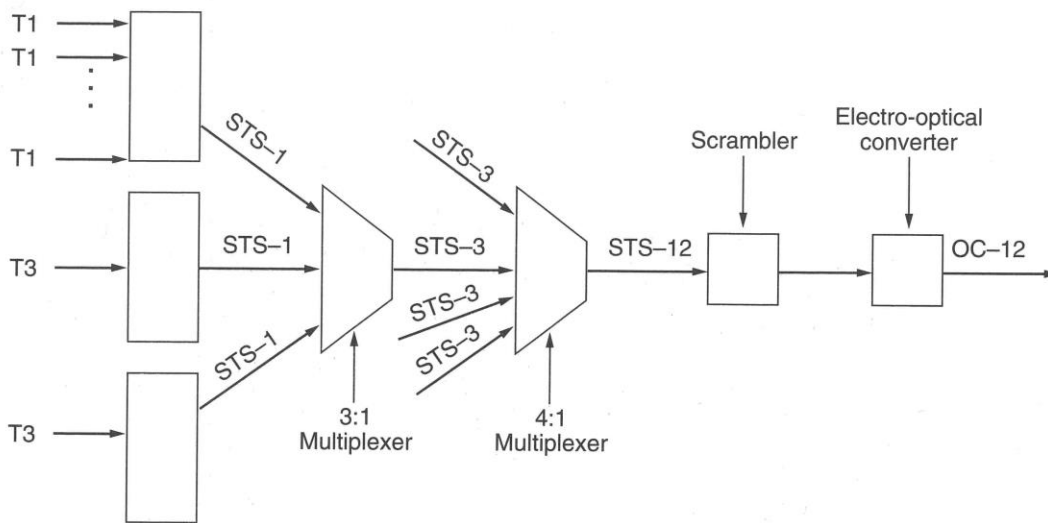 T1
T1
T1
STS–1
STS–3
Scrambler
Electro-optical
converter
T3
STS–1
STS–3
STS–12
OC–12
STS–3
STS–1
STS–3
T3
3:1
Multiplexer
4:1
Multiplexer